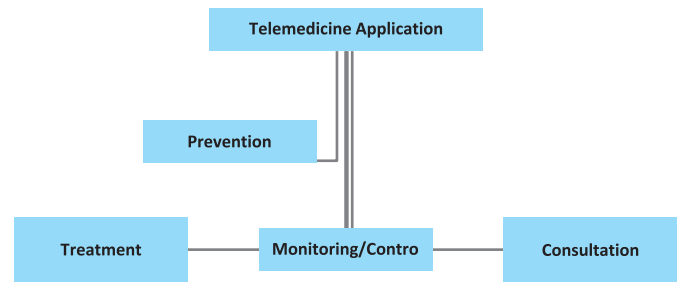 Telemedicine Application
Prevention
Treatment
Monitoring/Contro
Consultation